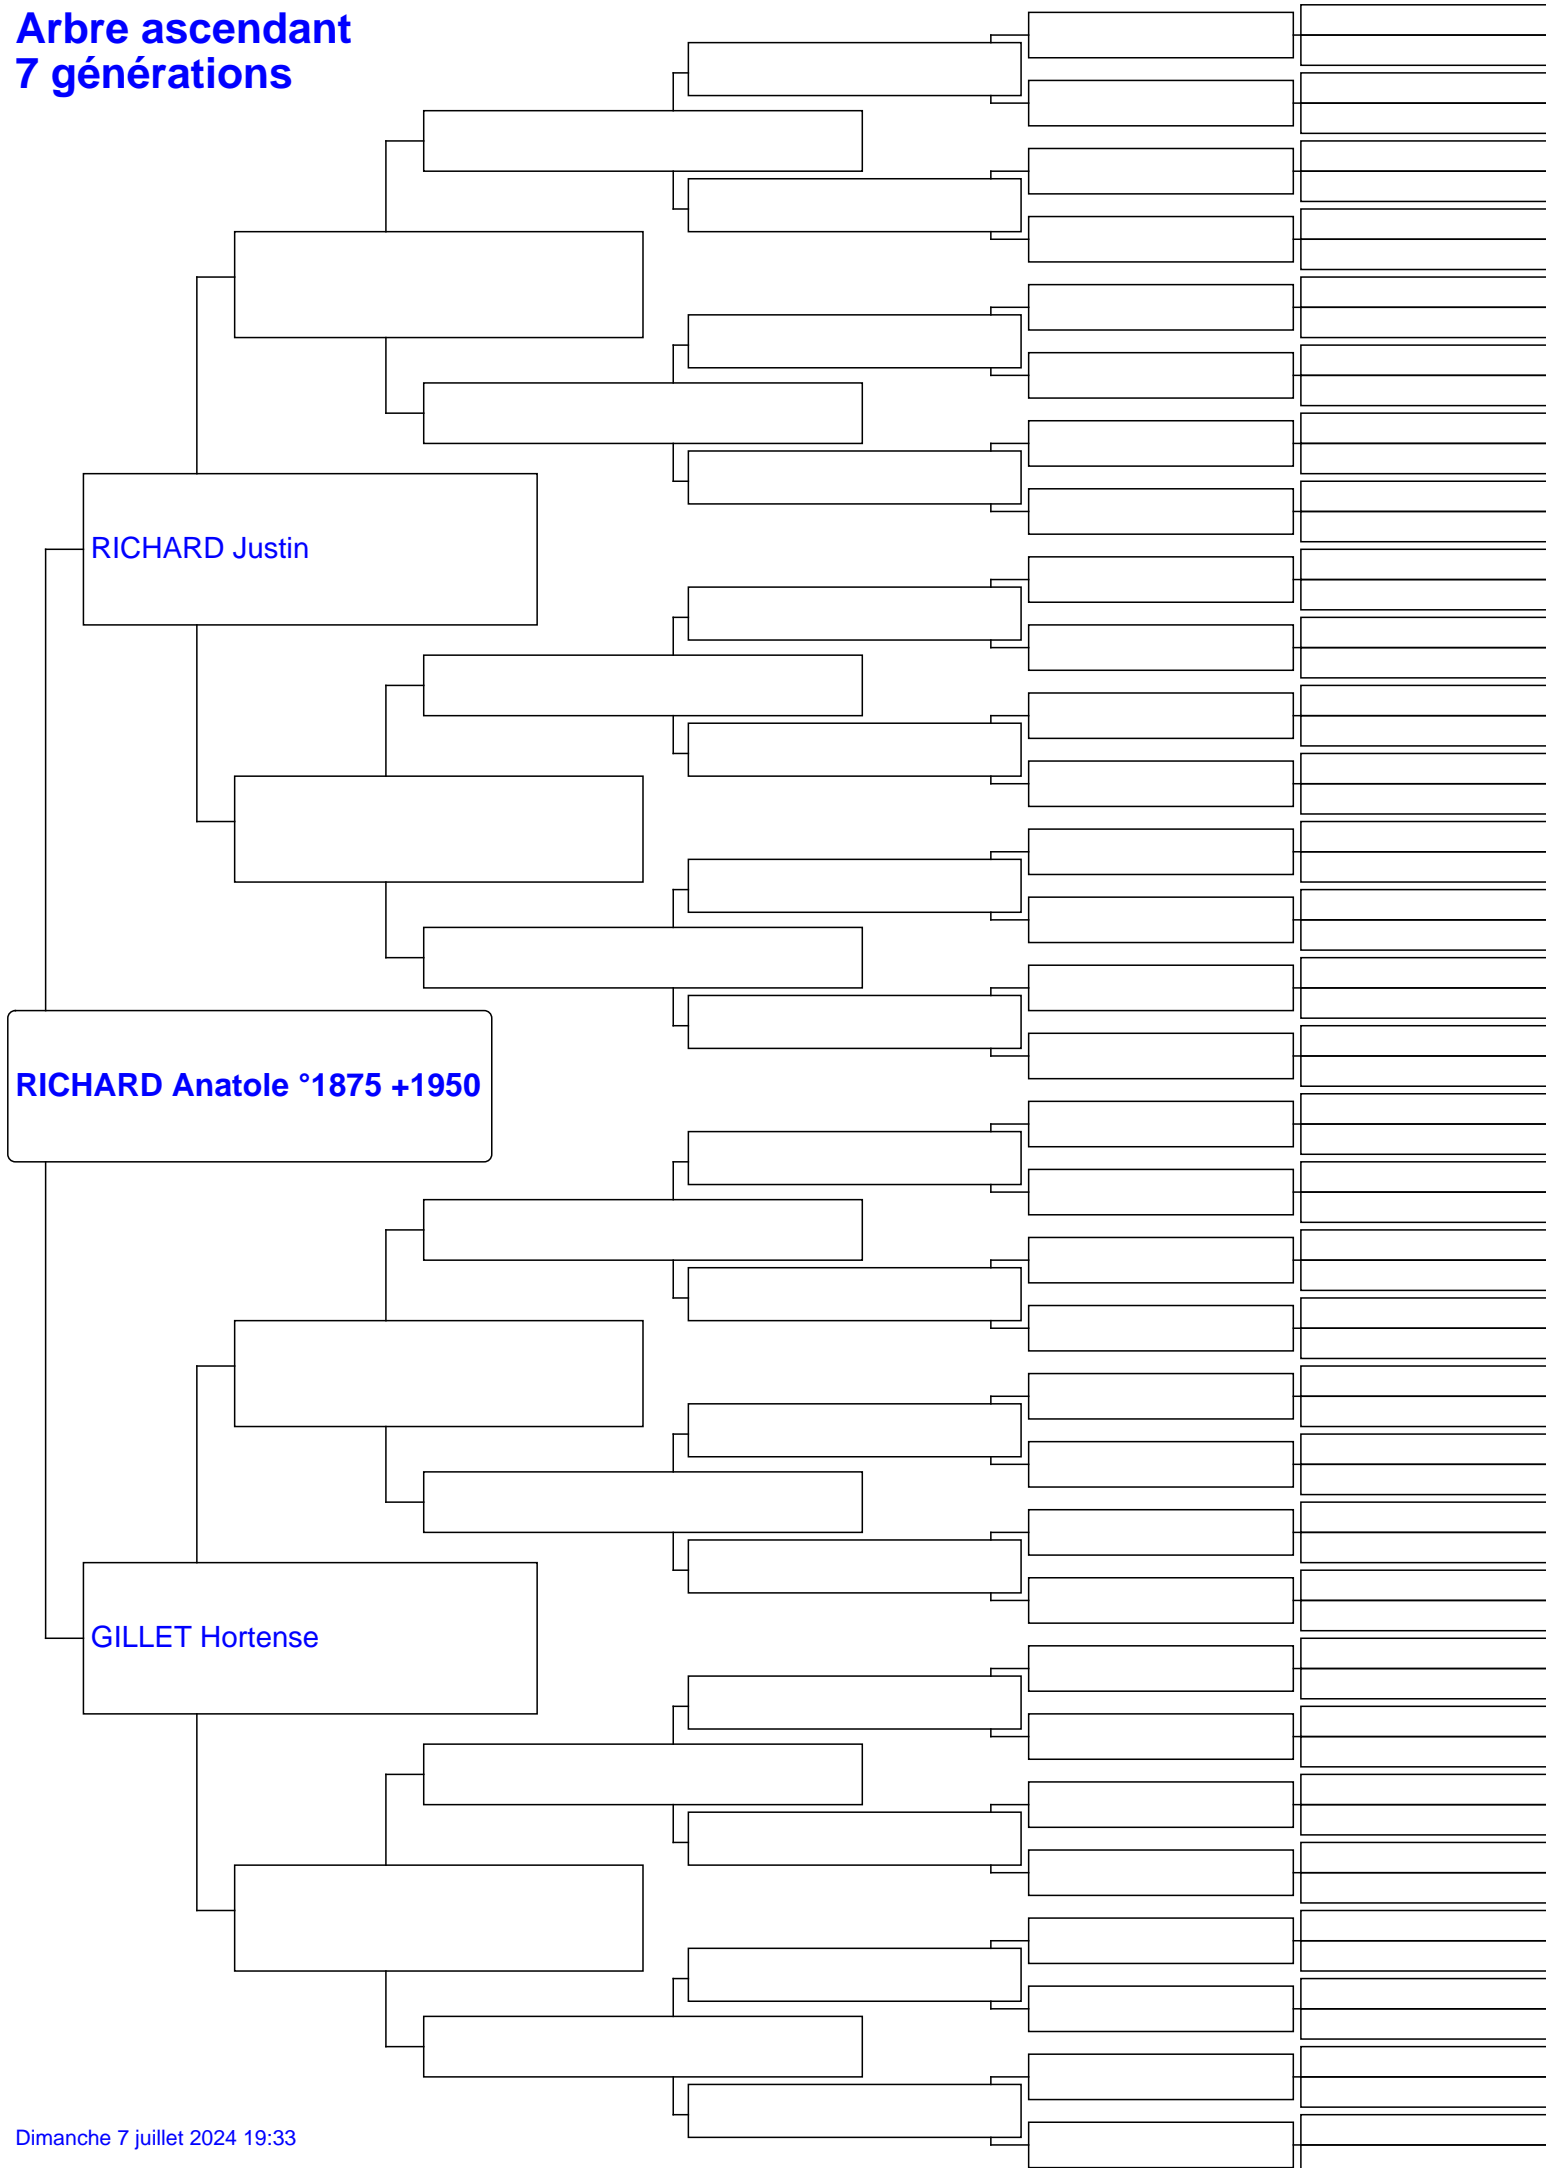 Arbre ascendant
7 générations
RICHARD Justin
RICHARD Anatole °1875 +1950
GILLET Hortense
Dimanche 7 juillet 2024 19:33